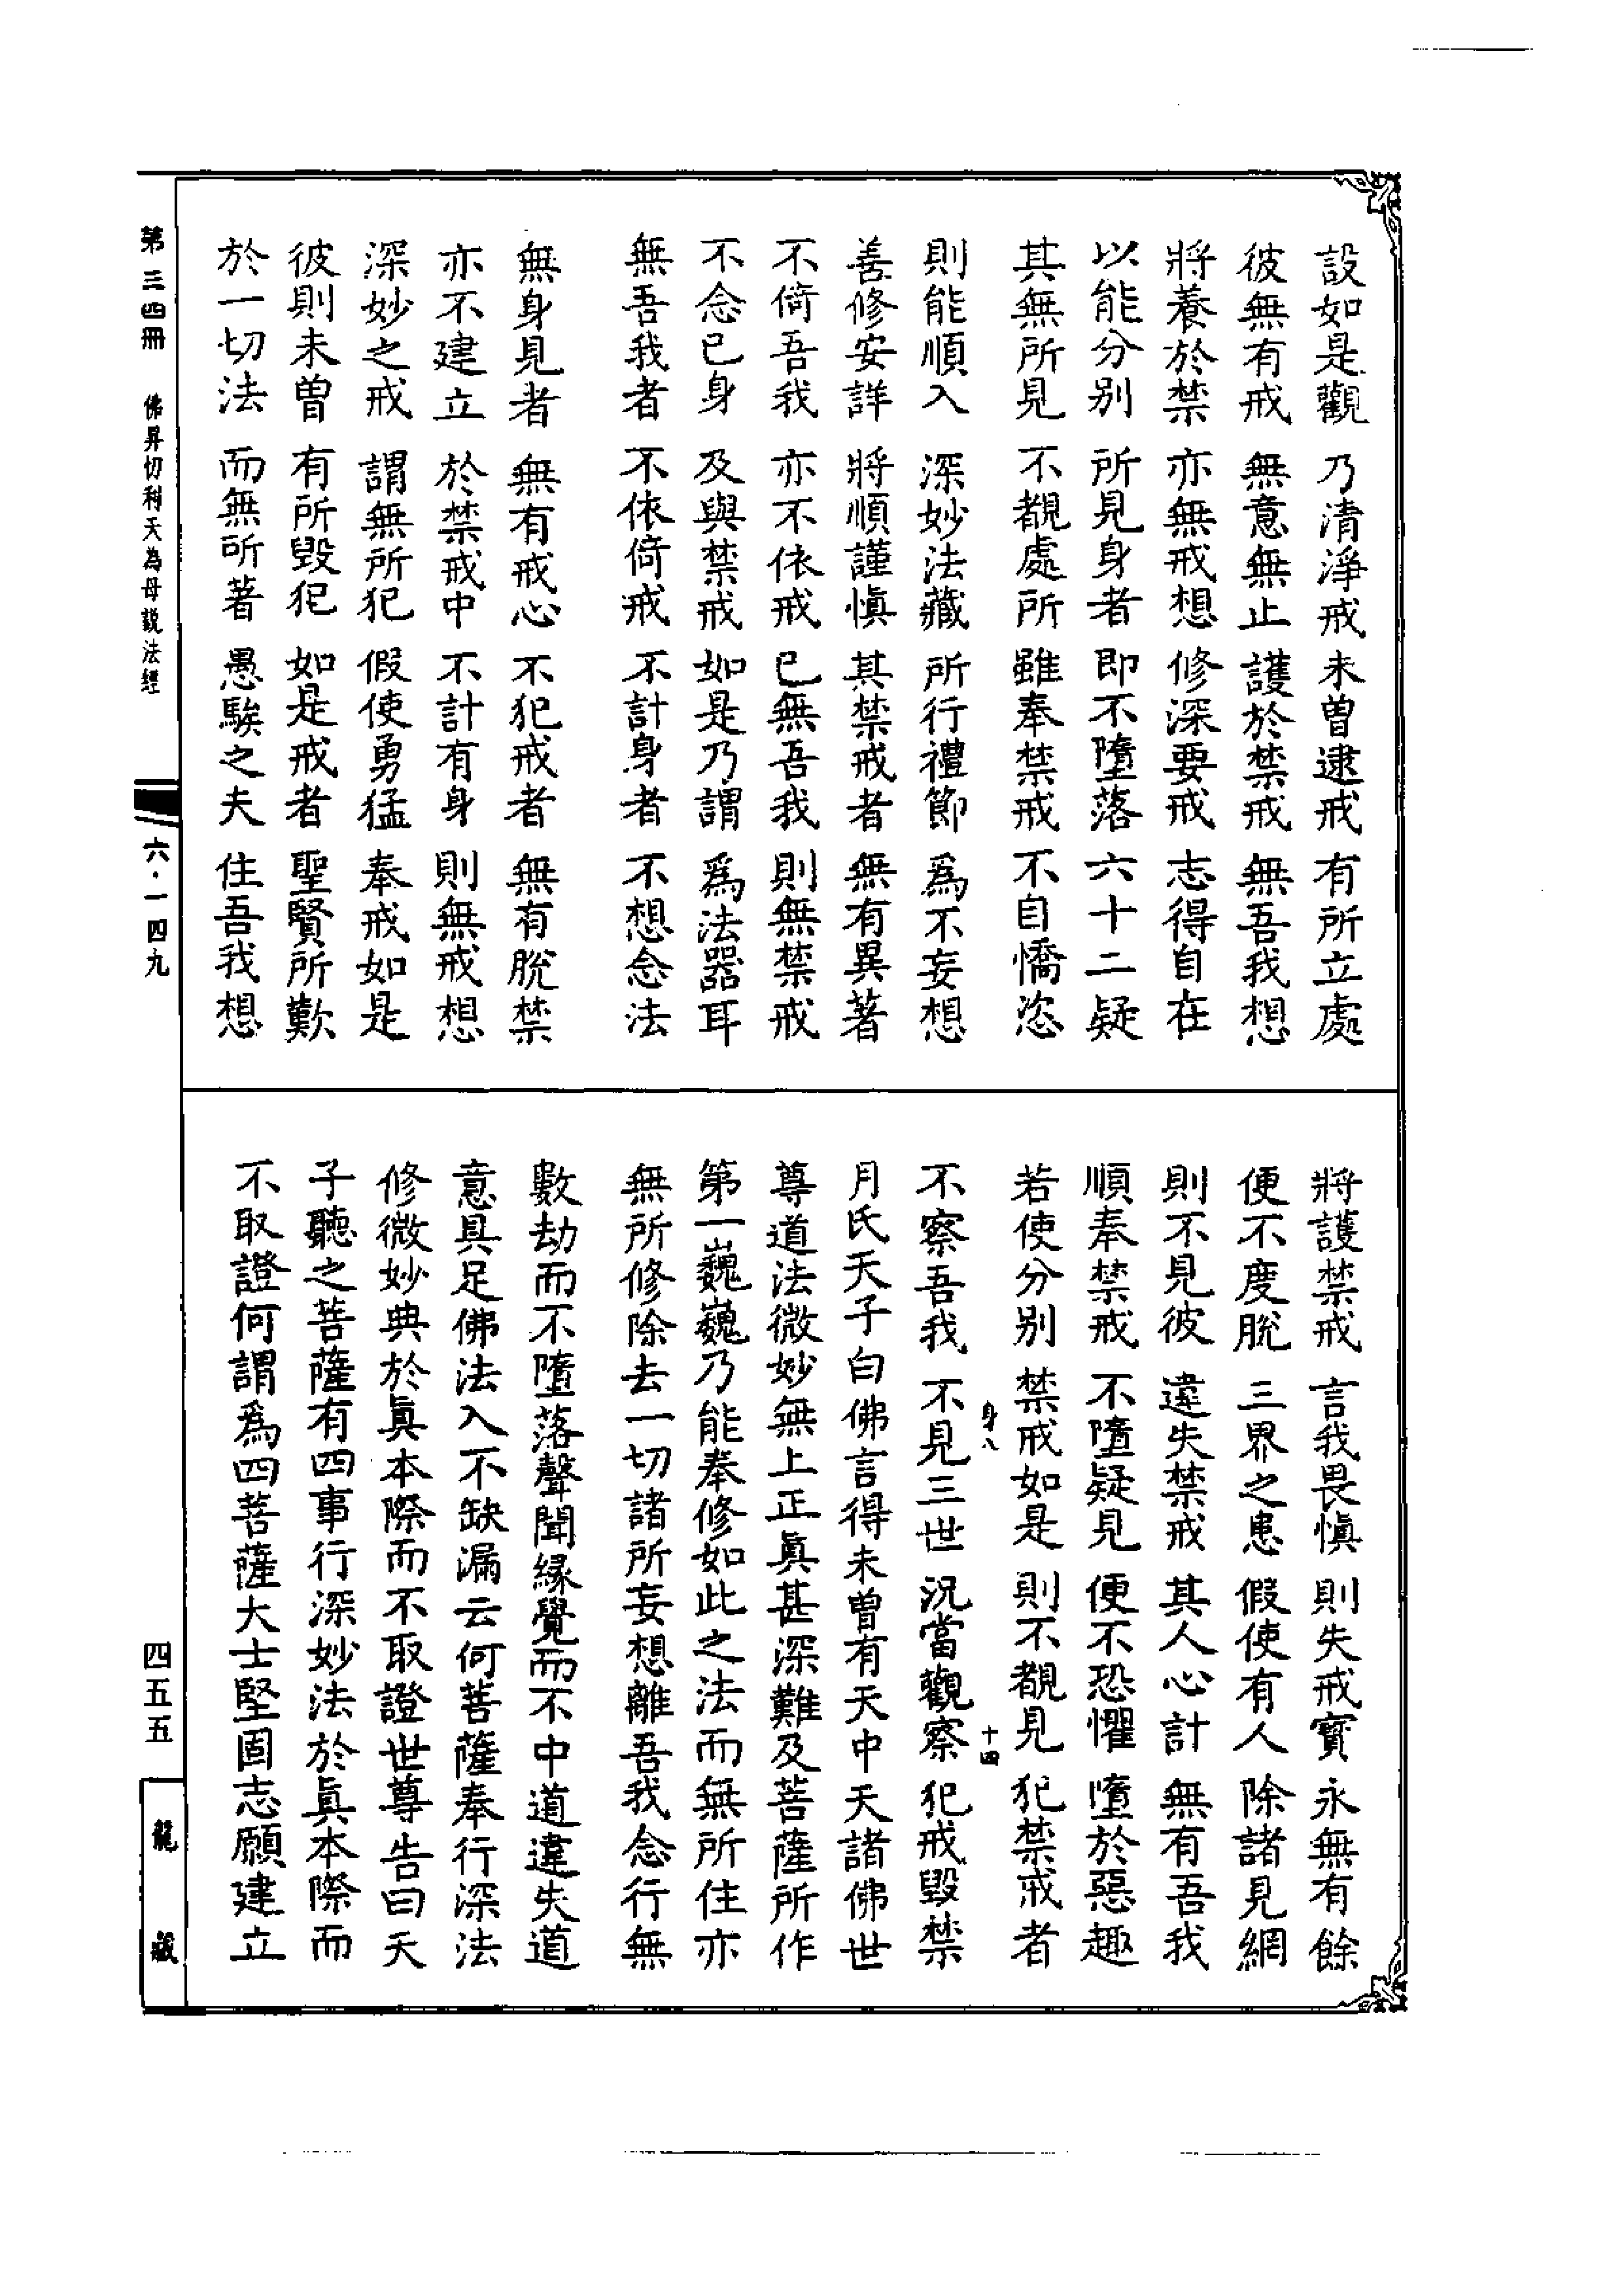 設如是觀 乃清淨戒 未曽逮戒 有所立處
彼無有戒 無意無止 護於禁戒 無吾我想
將養於禁 亦無戒想 修深要戒 志得自在
以能分別 所見身者 即不墮落 六十二疑
其無所見 不覩處所 雖奉禁戒 不自憍恣
則能順入 深妙法藏 所行禮節 爲不妄想
善修安詳 將順謹愼 其禁戒者 無有異著
不倚吾我 亦不依戒 已無吾我 則無禁戒
不念已身 及與禁戒 如是乃謂 爲法器耳
無吾我者 不依倚戒 不計身者 不想念法
無身見者 無有戒心 不犯戒者 無有脫禁
亦不建立 於禁戒中 不計有身 則無戒想
深妙之戒 謂無所犯 假使勇猛 奉戒如是
彼則未曽 有所毀犯 如是戒者 聖賢所歎
於一切法 而無所著 愚騃之夫 住吾我想
將護禁戒 言我畏愼 則失戒寳 永無有餘
便不度脫 三界之患 假使有人 除諸見網
則不見彼 違失禁戒 其人心計 無有吾我
順奉禁戒 不墮疑見 便不恐懼 墮於惡趣
若使分別 禁戒如是 則不覩見 犯禁戒者
身八 十四
不察吾我 不見三世 況當觀察 犯戒毀禁
月氏天子白佛言得未曽有天中天諸佛世
尊道法微妙無上正眞甚深難及菩薩所作
第一巍巍乃能奉修如此之法而無所住亦
無所修除去一切諸所妄想離吾我念行無
數劫而不墮落聲聞縁覺而不中道違失道
意具足佛法入不缺漏云何菩薩奉行深法
修微妙典於眞本際而不取證世尊告曰天
子聽之菩薩有四事行深妙法於眞本際而
不取證何謂爲四菩薩大士堅固志願建立
第三四冊 佛昇忉利天為母說法經
六·一四九
四五五
龍藏